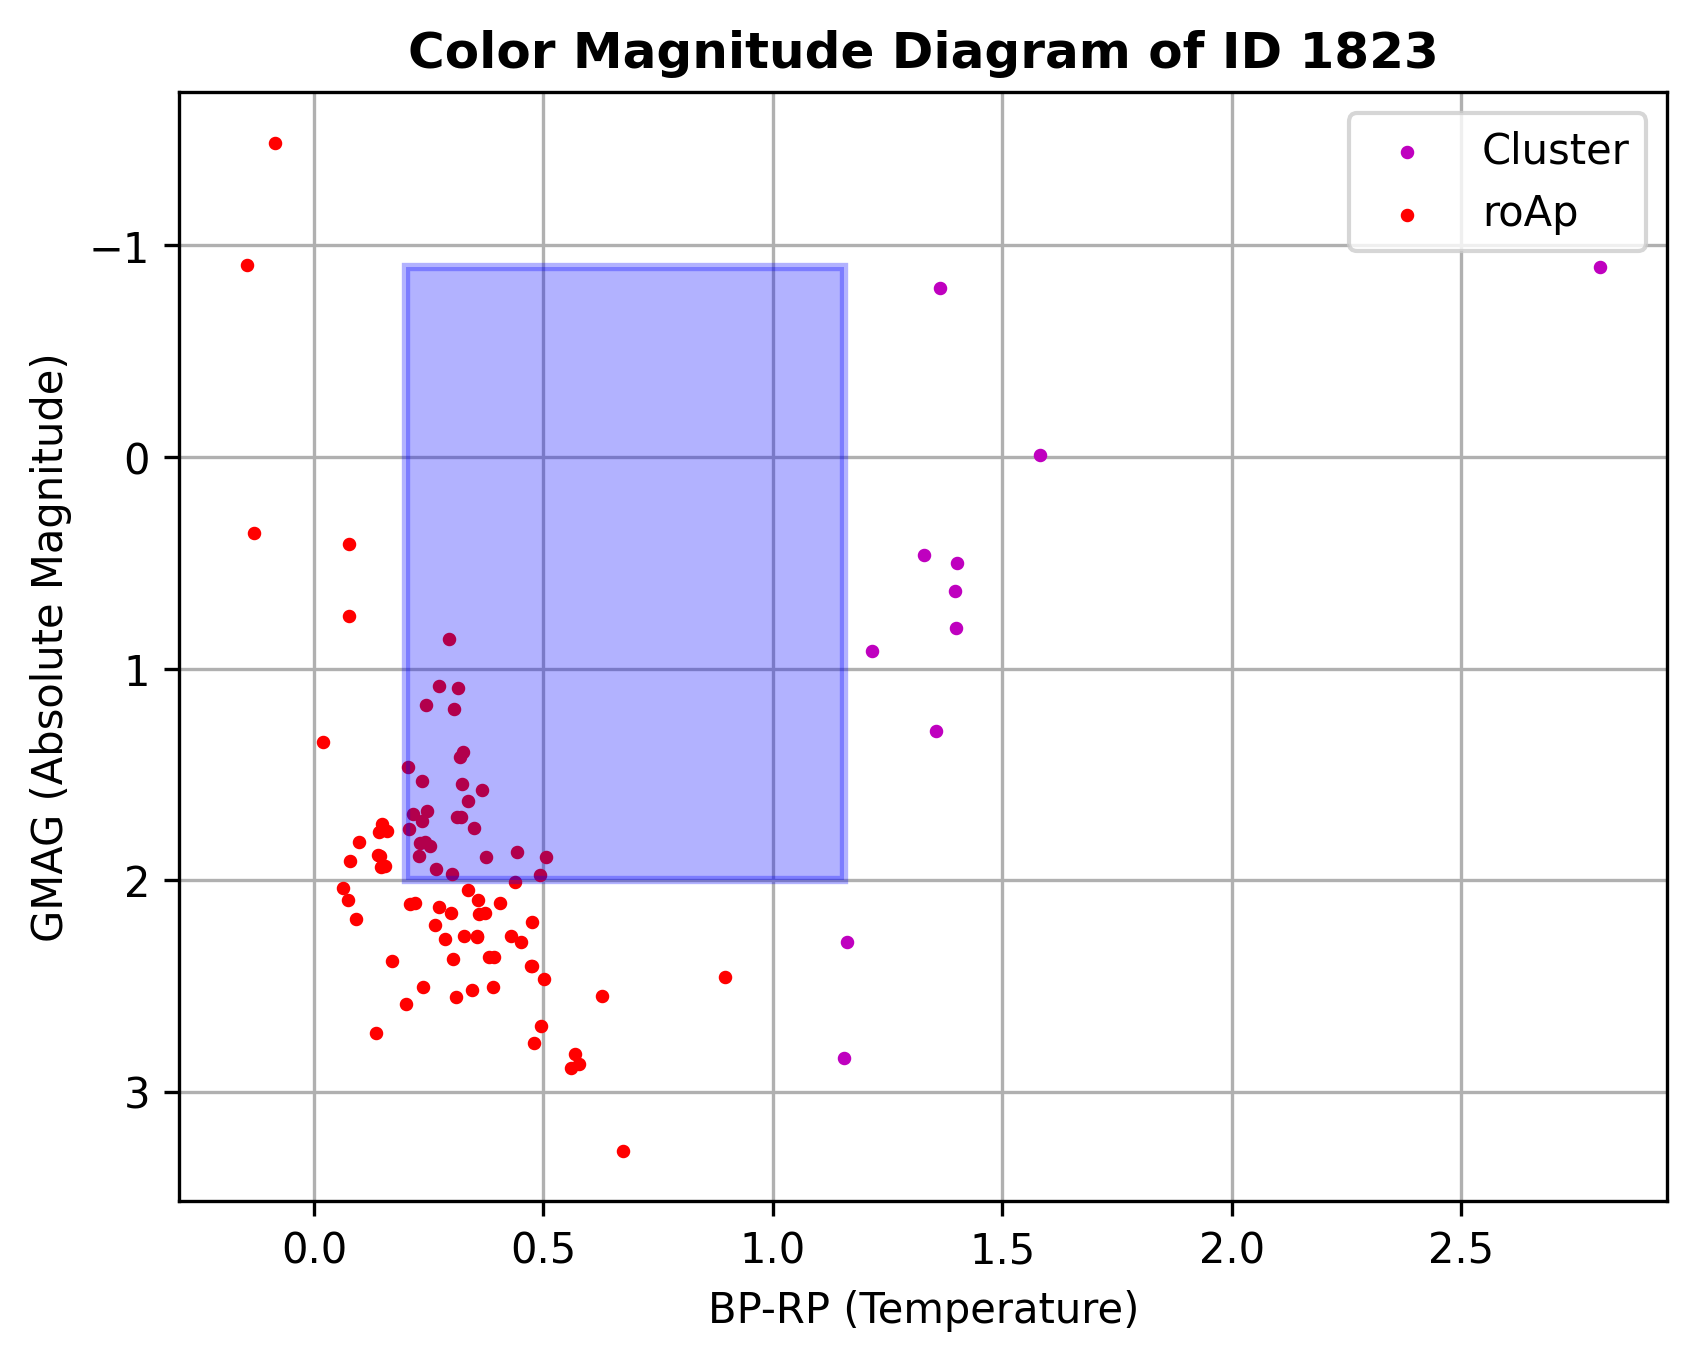 Color Magnitude Diagram of ID 1823
Cluster
roAp
−1
0
1
2
3
GMAG (Absolute Magnitude)
0.0 0.5 1.0 1.5 2.0 2.5
BP-RP (Temperature)